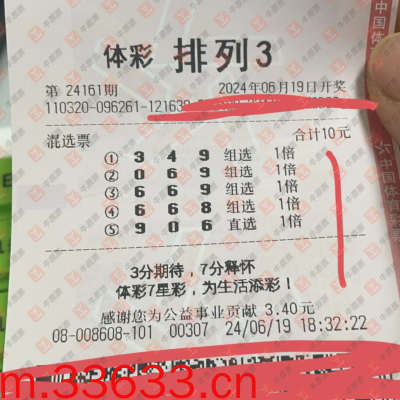 体彩 排列3
第 24161期 2024年06月19日开奖
110320-096261-121638
混选票 合计10元
① 3 4 9 组选 1倍
② 0 6 9 组选 1倍
③ 6 6 9 组选 1倍
④ 6 6 8 组选 1倍
⑤ 9 0 6 直选 1倍
3分期待，7分释怀
体彩7星彩，为生活添彩！
感谢您为公益事业贡献 3.40元
08-008608-101 00307 24/06/19 18:32:22
m.33633.cn
中国体